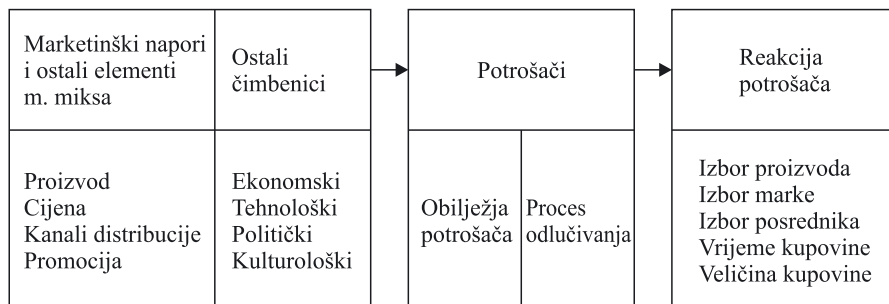 Marketinški napori
i ostali elementi
m. miksa
Ostali
čimbenici
Potrošači
Reakcija
potrošača
Proizvod
Cijena
Kanali distribucije
Promocija
Ekonomski
Tehnološki
Politički
Kulturološki
Obilježja
potrošača
Proces
odlučivanja
Izbor proizvoda
Izbor marke
Izbor posrednika
Vrijeme kupovine
Veličina kupovine